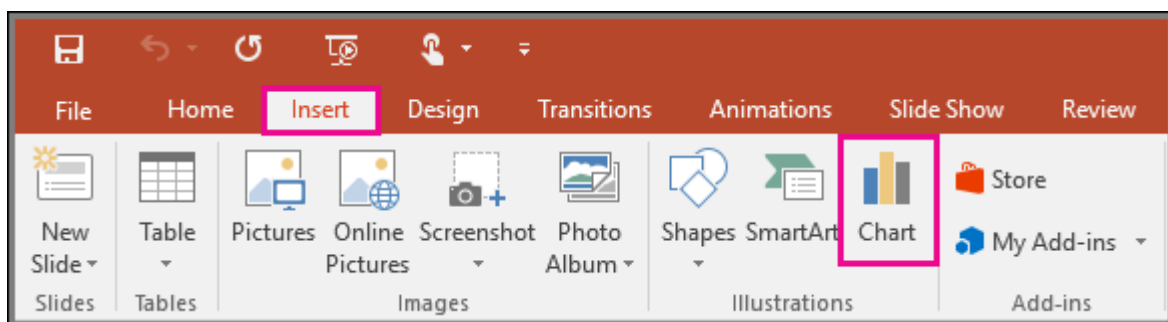 File Home Insert Design Transitions Animations Slide Show Review
New Slide
Table
Pictures
Online Pictures
Screenshot
Photo Album
Shapes
SmartArt
Chart
Store
My Add-ins
Slides Tables Images Illustrations Add-ins